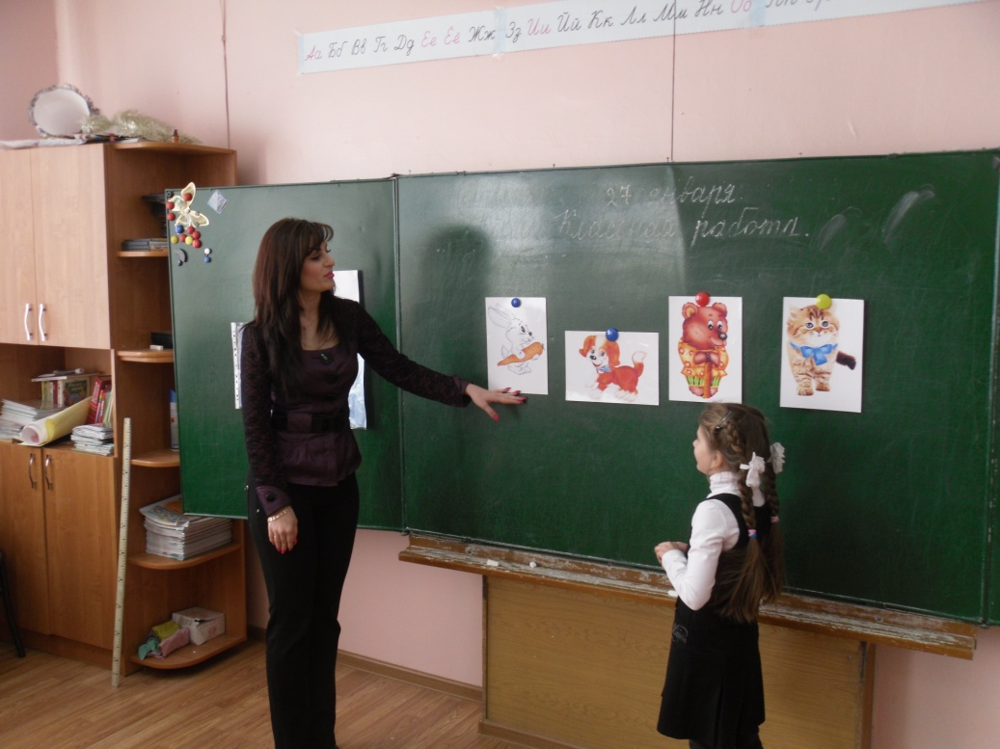 Аа Бб Вв Гг Дд Ее Её Жж Зз Ии Йй Кк Лл Мм Нн Оо
27 января.
Классная работа.